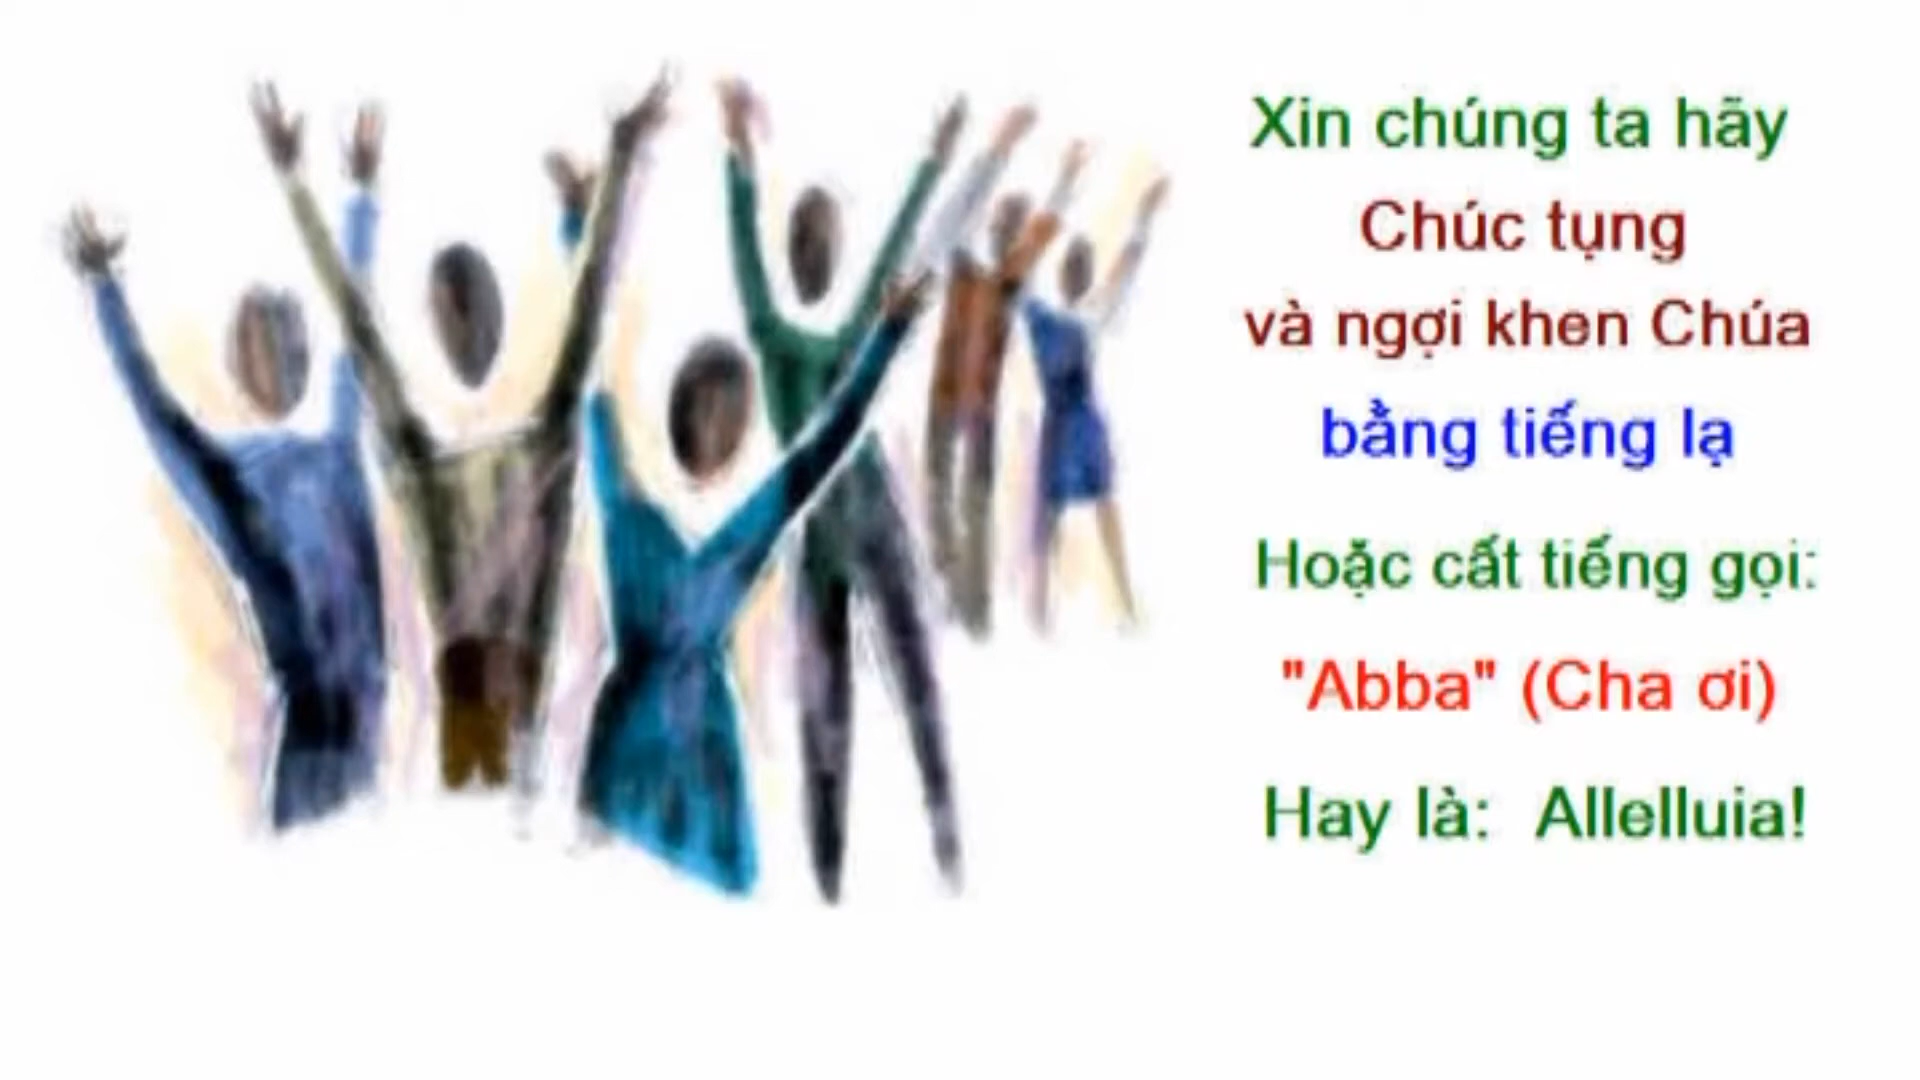 Xin chúng ta hãy
Chúc tụng
và ngợi khen Chúa
bằng tiếng lạ
Hoặc cất tiếng gọi:
"Abba" (Cha ơi)
Hay là: Allelluia!